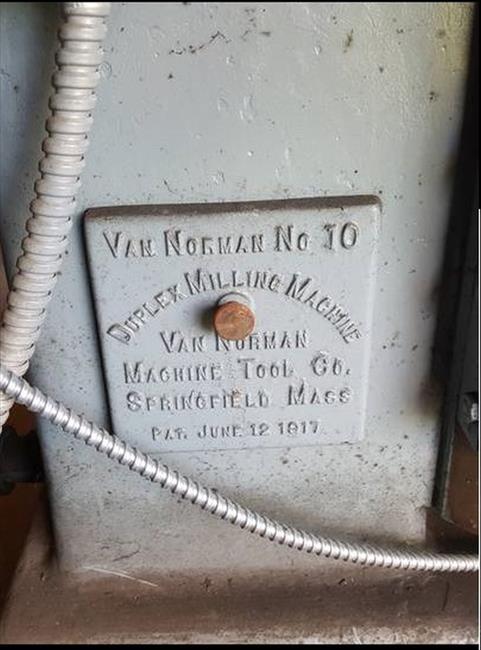 VAN NORMAN NO 10
DUPLEX MILLING MACHINE
VAN NORMAN
MACHINE TOOL CO.
SPRINGFIELD MASS
PAT. JUNE 12 1917